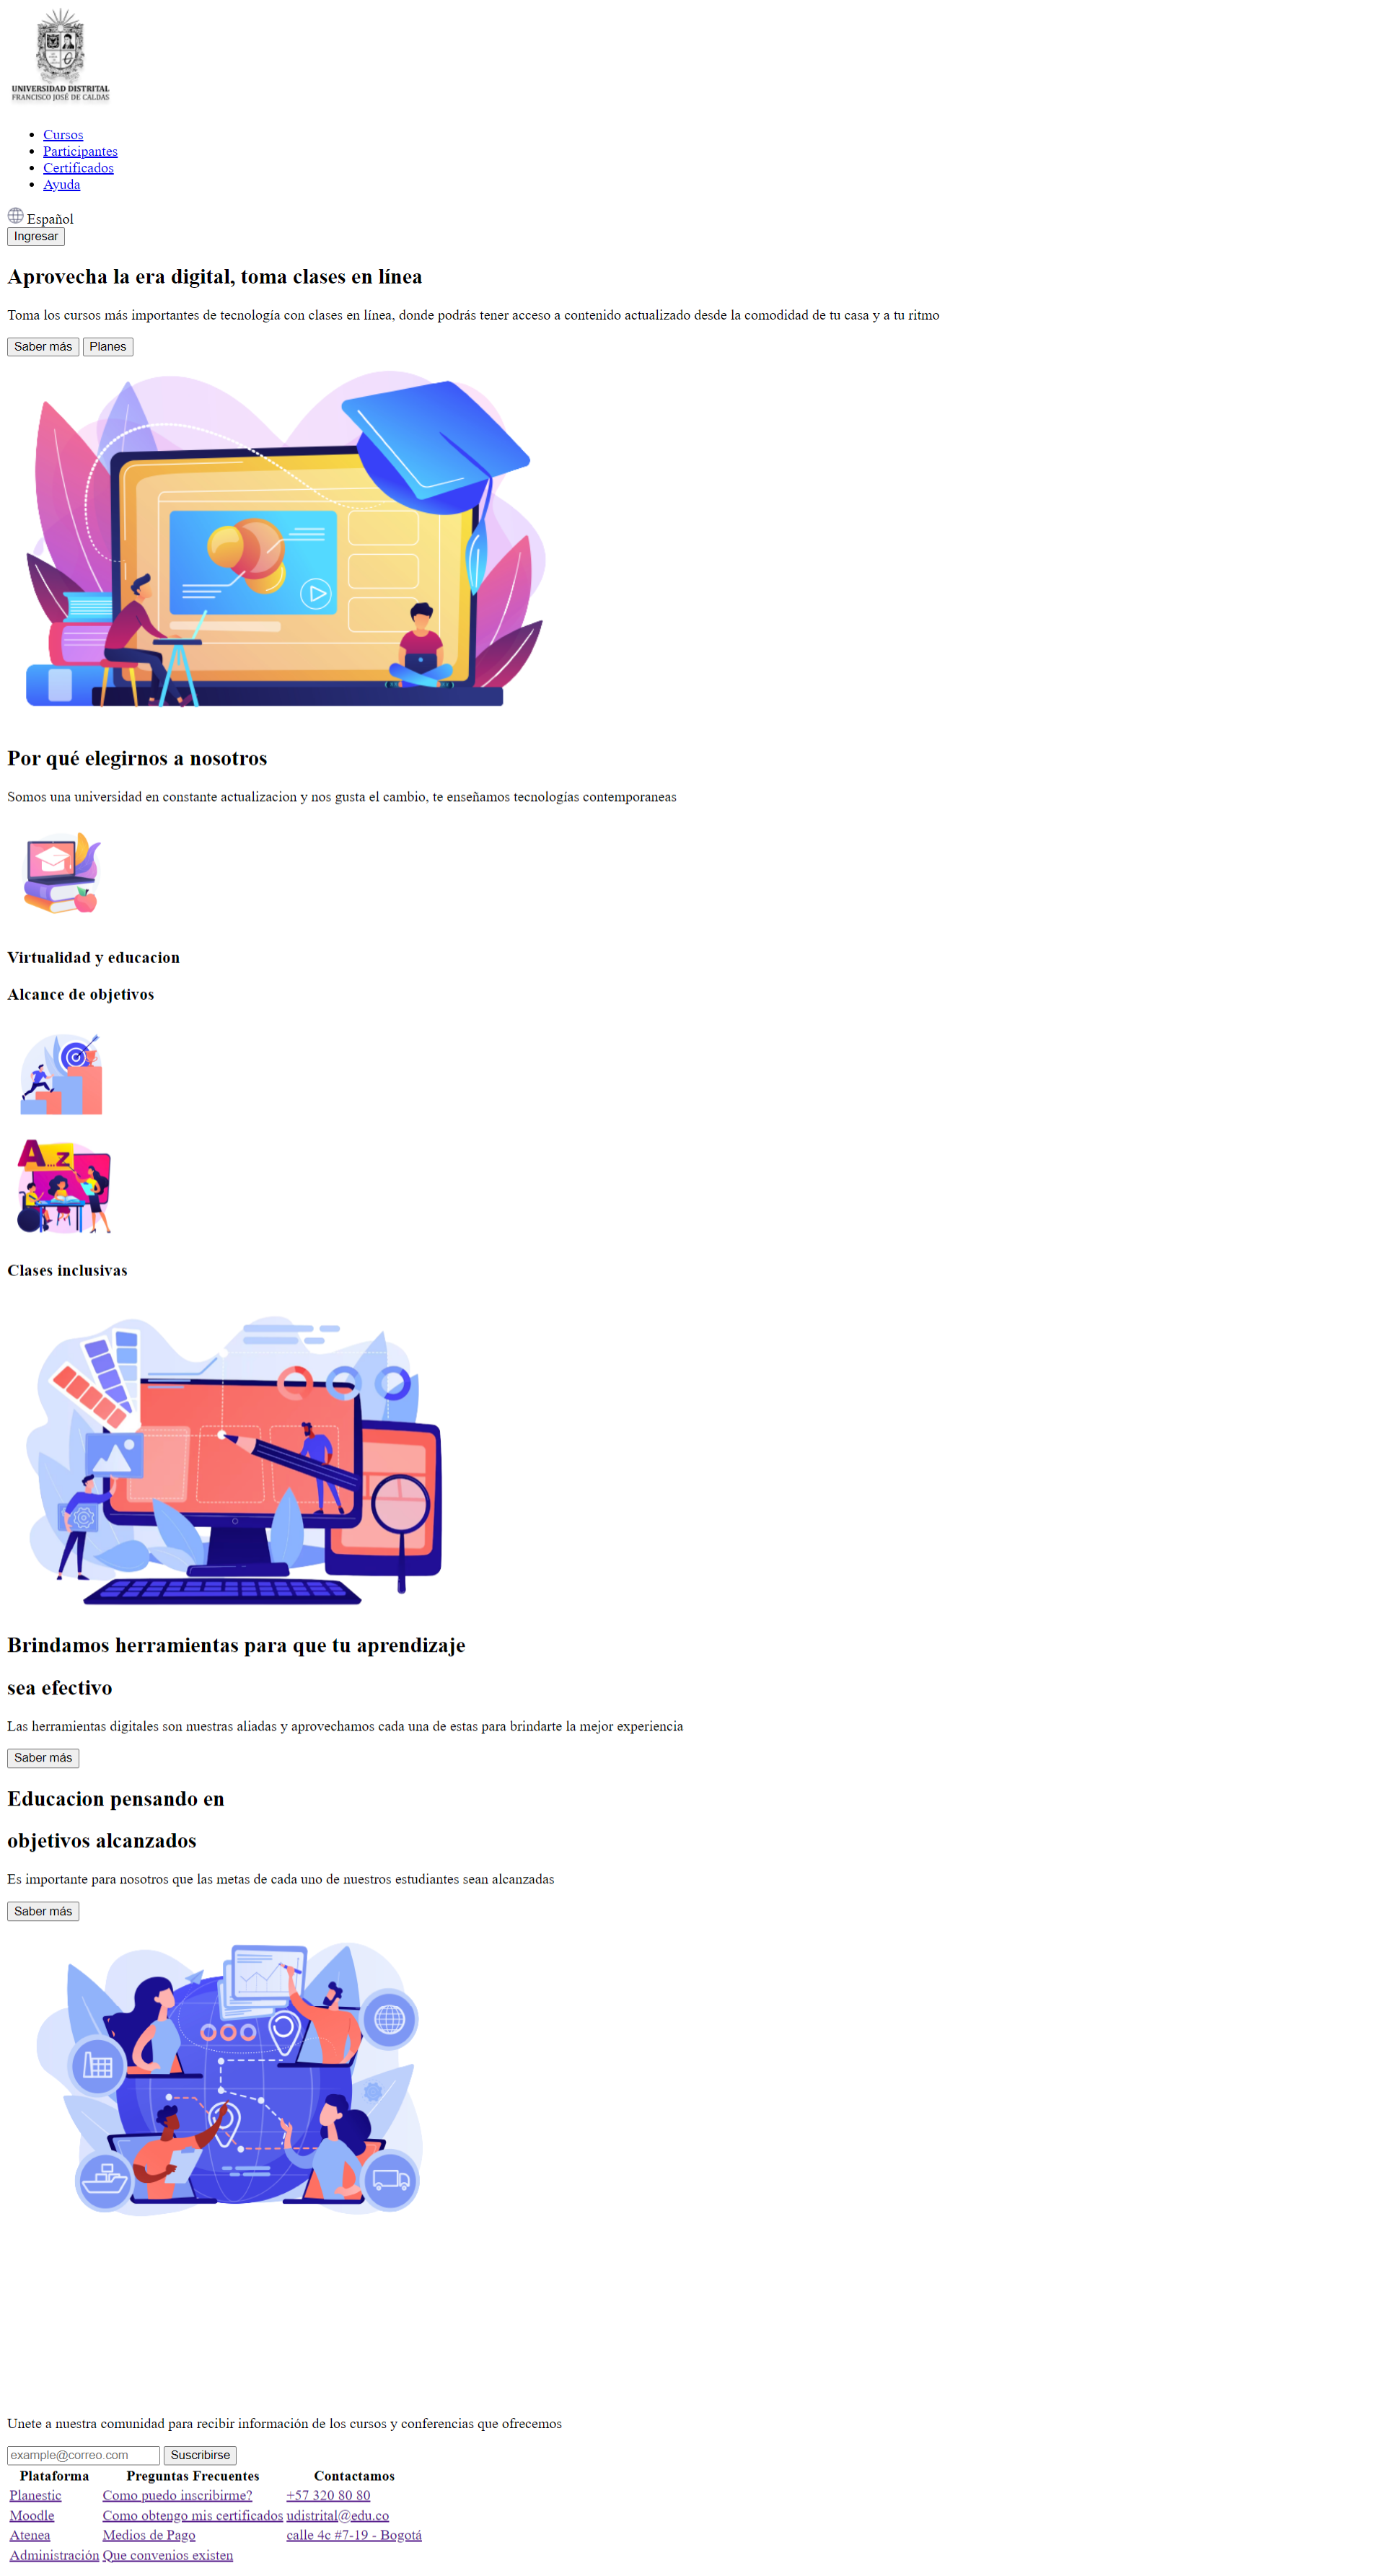 UNIVERSIDAD DISTRITAL
FRANCISCO JOSÉ DE CALDAS
Cursos
Participantes
Certificados
Ayuda
Español
Ingresar
Aprovecha la era digital, toma clases en línea
Toma los cursos más importantes de tecnología con clases en línea, donde podrás tener acceso a contenido actualizado desde la comodidad de tu casa y a tu ritmo
Saber más Planes
Por qué elegirnos a nosotros
Somos una universidad en constante actualizacion y nos gusta el cambio, te enseñamos tecnologías contemporaneas
Virtualidad y educacion
Alcance de objetivos
A...Z
Clases inclusivas
Brindamos herramientas para que tu aprendizaje
sea efectivo
Las herramientas digitales son nuestras aliadas y aprovechamos cada una de estas para brindarte la mejor experiencia
Saber más
Educacion pensando en
objetivos alcanzados
Es importante para nosotros que las metas de cada uno de nuestros estudiantes sean alcanzadas
Saber más
Unete a nuestra comunidad para recibir información de los cursos y conferencias que ofrecemos
example@correo.com Suscribirse
Plataforma Preguntas Frecuentes Contactamos
Planestic Como puedo inscribirme? +57 320 80 80
Moodle Como obtengo mis certificados udistrital@edu.co
Atenea Medios de Pago calle 4c #7-19 - Bogotá
Administración Que convenios existen